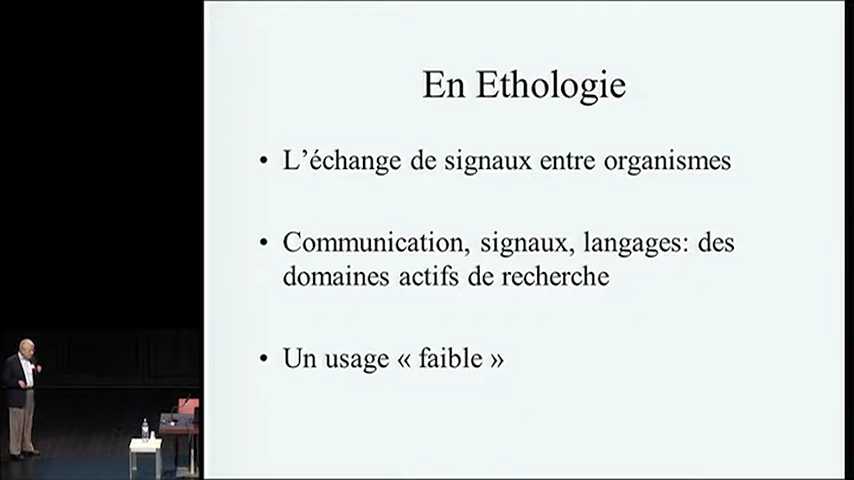 En Ethologie
• L'échange de signaux entre organismes
• Communication, signaux, langages: des
domaines actifs de recherche
• Un usage « faible »